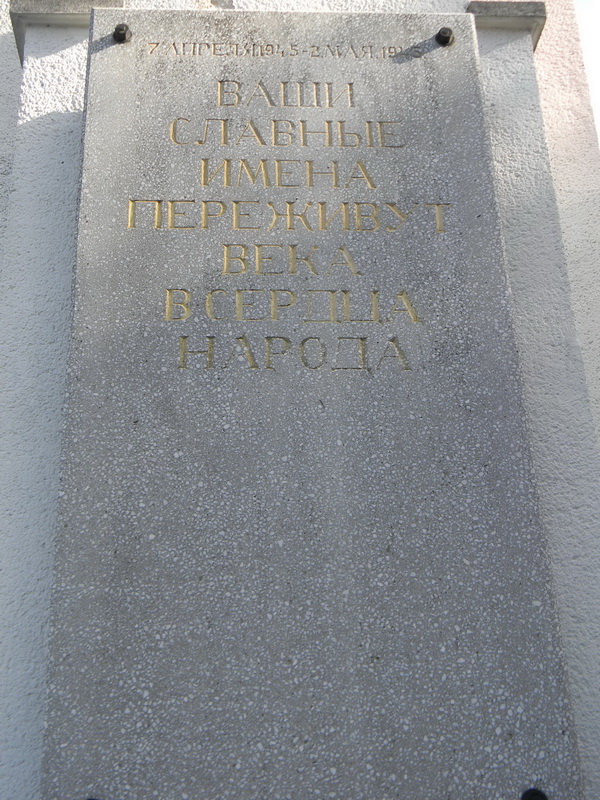 7 АПРЕЛЯ 1945 - 2 МАЯ 1945
ВАШИ
СЛАВНЫЕ
ИМЕНА
ПЕРЕЖИВУТ
ВЕКА
В СЕРДЦА
НАРОДА